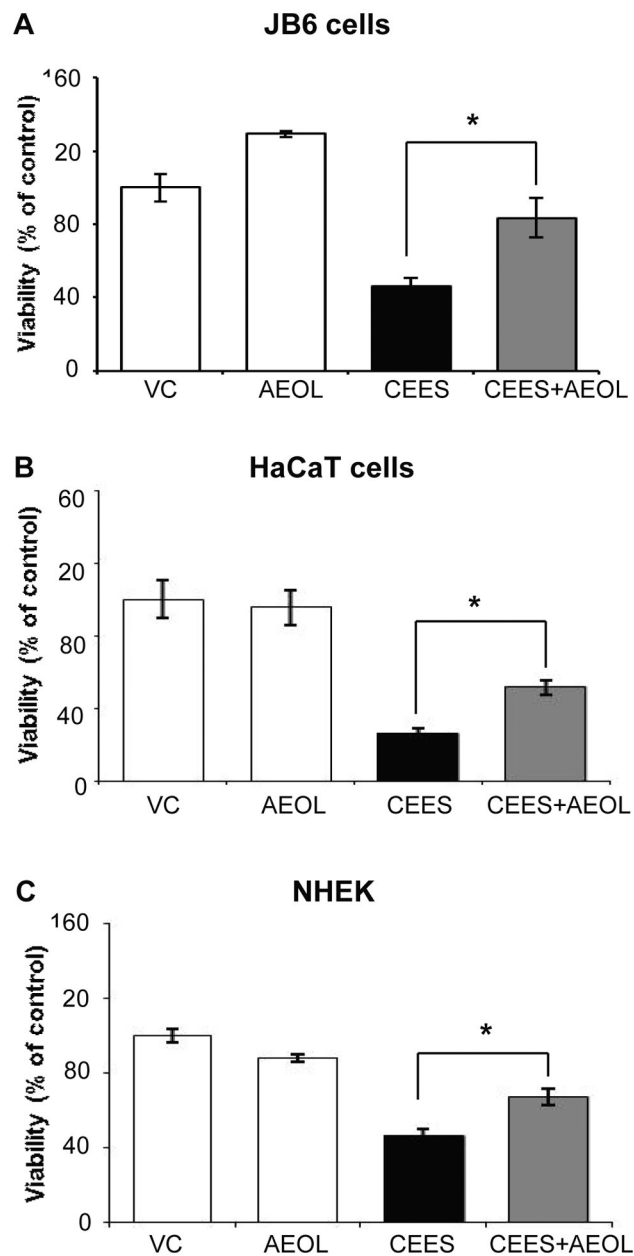 A
JB6 cells
Viability (% of control)
160
20
80
40
0
VC AEOL CEES CEES+AEOL
*
B
HaCaT cells
Viability (% of control)
60
20
80
40
0
VC AEOL CEES CEES+AEOL
*
C
NHEK
Viability (% of control)
160
20
80
40
0
VC AEOL CEES CEES+AEOL
*